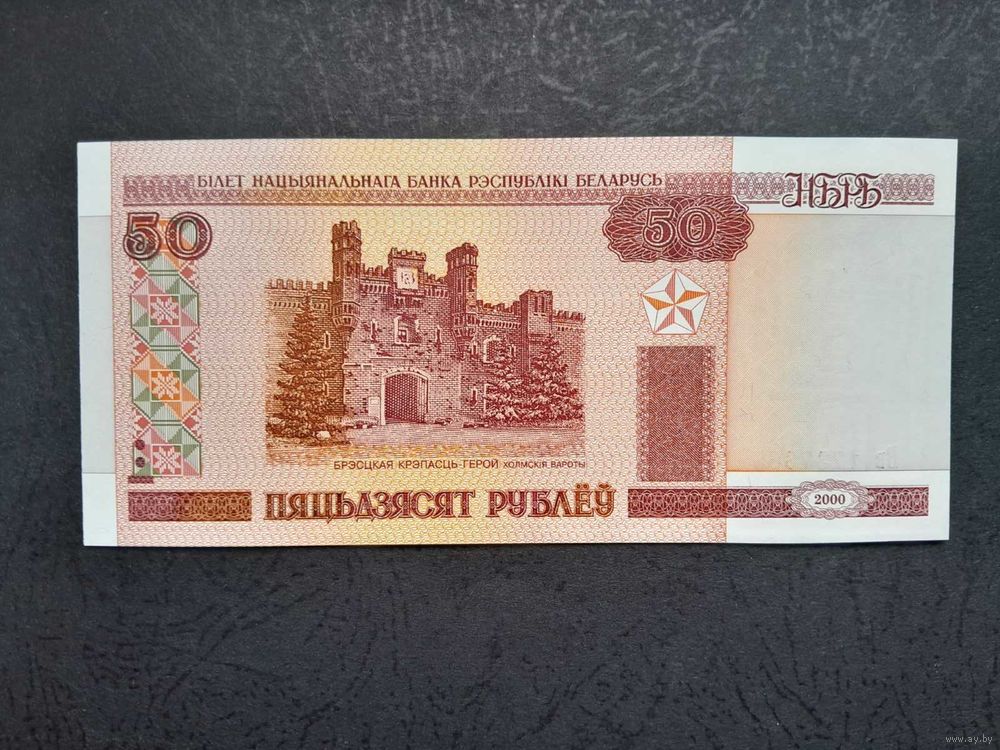 БІЛЕТ НАЦЫЯНАЛЬНАГА БАНКА РЭСПУБЛІКІ БЕЛАРУСЬ
НБРБ
50
50
БРЭСЦКАЯ КРЭПАСЦЬ-ГЕРОЙ ХОЛМСКІЯ ВАРОТЫ
ПЯЦЬДЗЯСЯТ РУБЛЁЎ
2000
www.ay.by